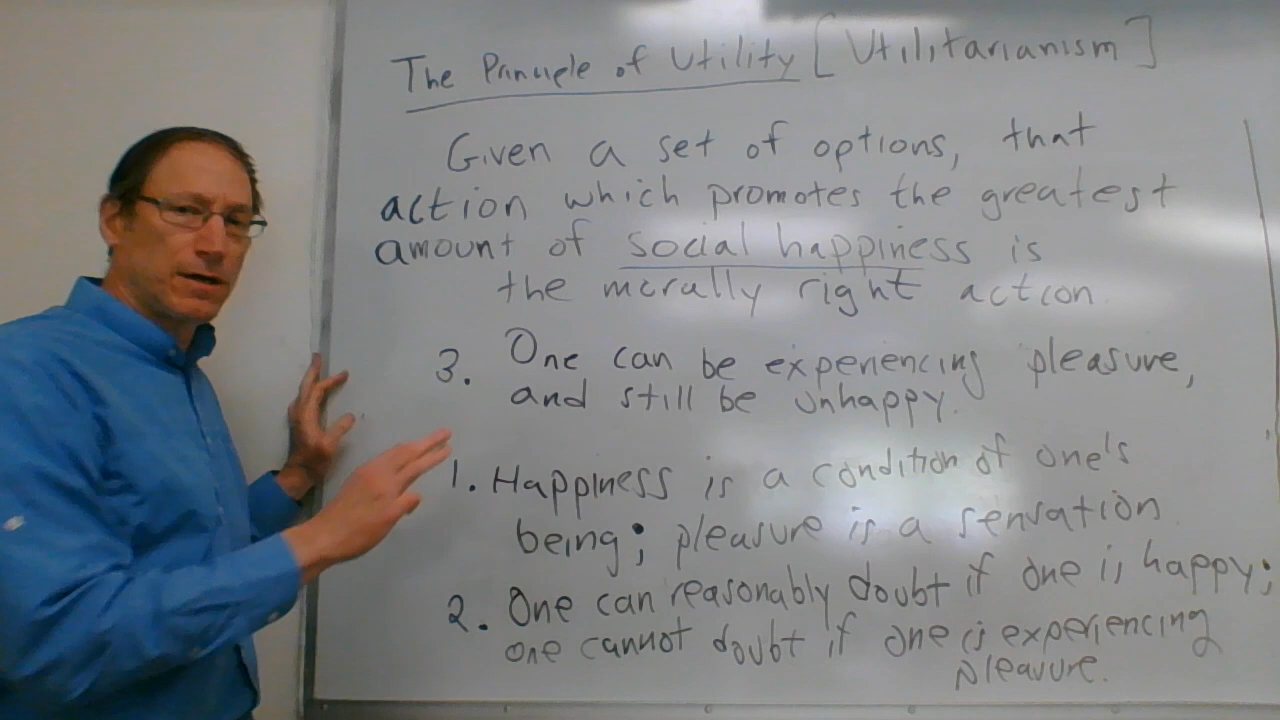 The Principle of Utility [Utilitarianism]
Given a set of options, that
action which promotes the greatest
amount of social happiness is
the morally right action.
3. One can be experiencing pleasure,
and still be unhappy.
1. Happiness is a condition of one's
being; pleasure is a sensation
2. One can reasonably doubt if one is happy;
one cannot doubt if one is experiencing
pleasure.